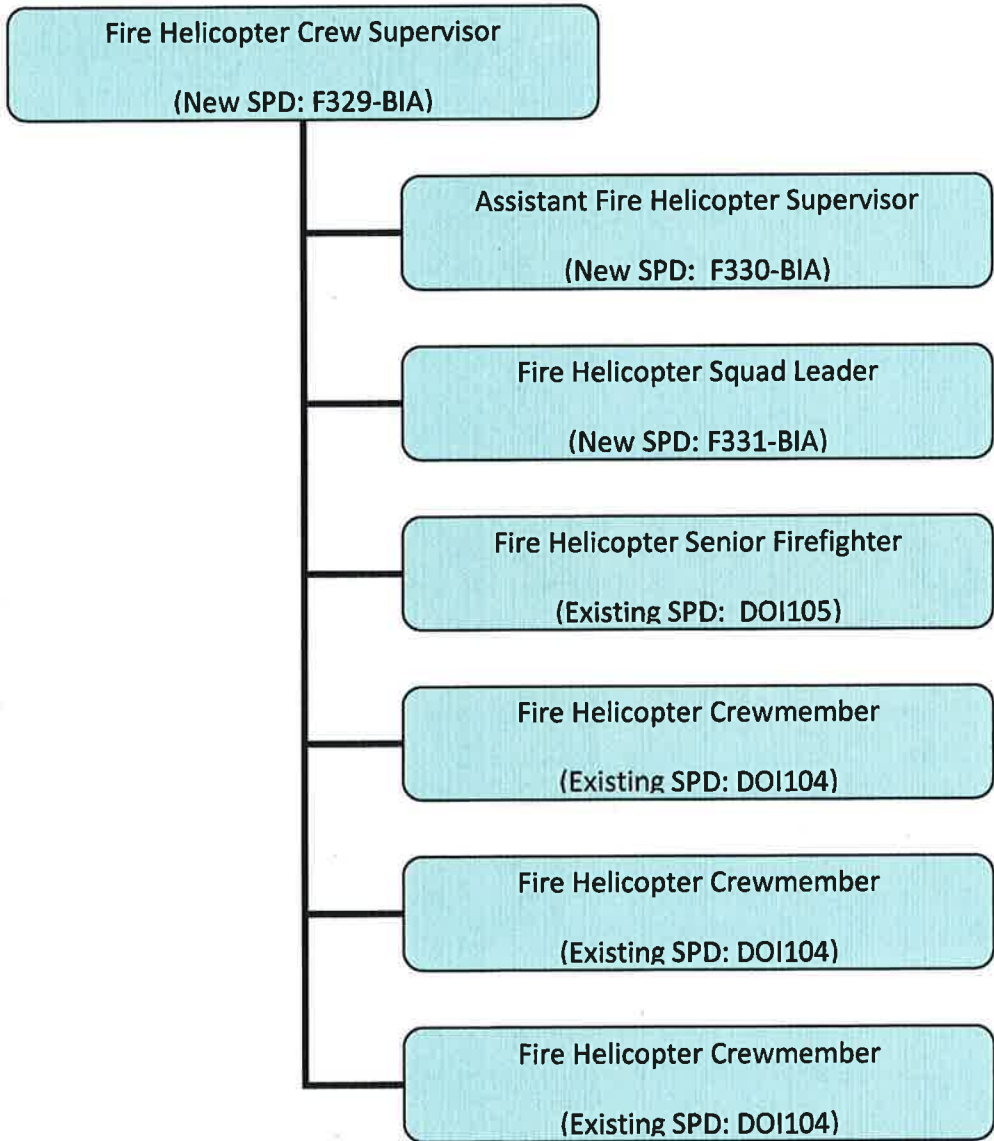 Fire Helicopter Crew Supervisor
(New SPD: F329-BIA)
Assistant Fire Helicopter Supervisor
(New SPD: F330-BIA)
Fire Helicopter Squad Leader
(New SPD: F331-BIA)
Fire Helicopter Senior Firefighter
(Existing SPD: DOI105)
Fire Helicopter Crewmember
(Existing SPD: DOI104)
Fire Helicopter Crewmember
(Existing SPD: DOI104)
Fire Helicopter Crewmember
(Existing SPD: DOI104)